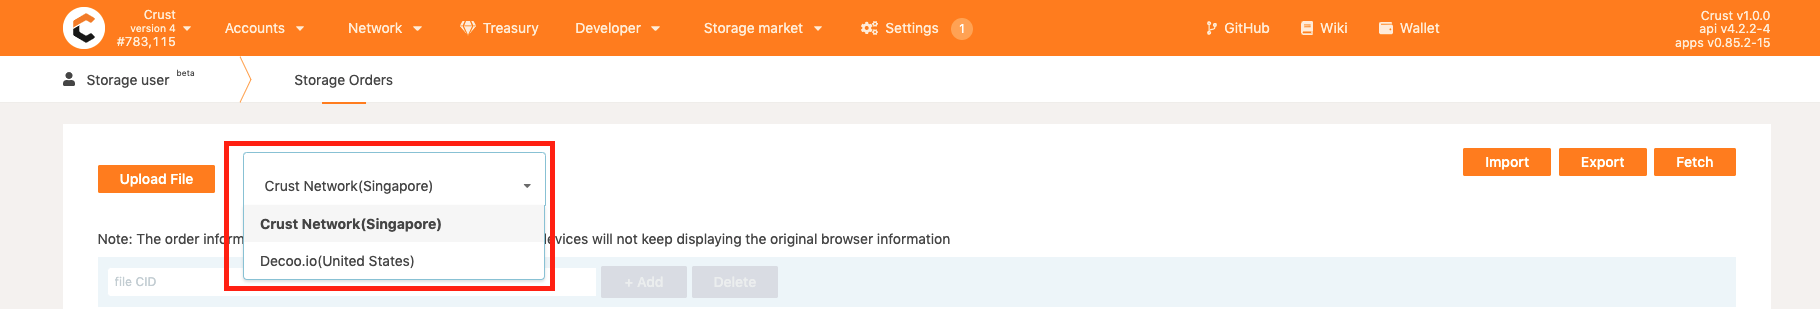 Crust
version 4
#783,115
Accounts
Network
Treasury
Developer
Storage market
Settings
1
GitHub
Wiki
Wallet
Crust v1.0.0
api v4.2.2-4
apps v0.85.2-15
Storage user beta
Storage Orders
Upload File
Crust Network(Singapore)
Import
Export
Fetch
Crust Network(Singapore)
Note: The order
devices will not keep displaying the original browser information
Decoo.io(United States)
file CID
+ Add
Delete